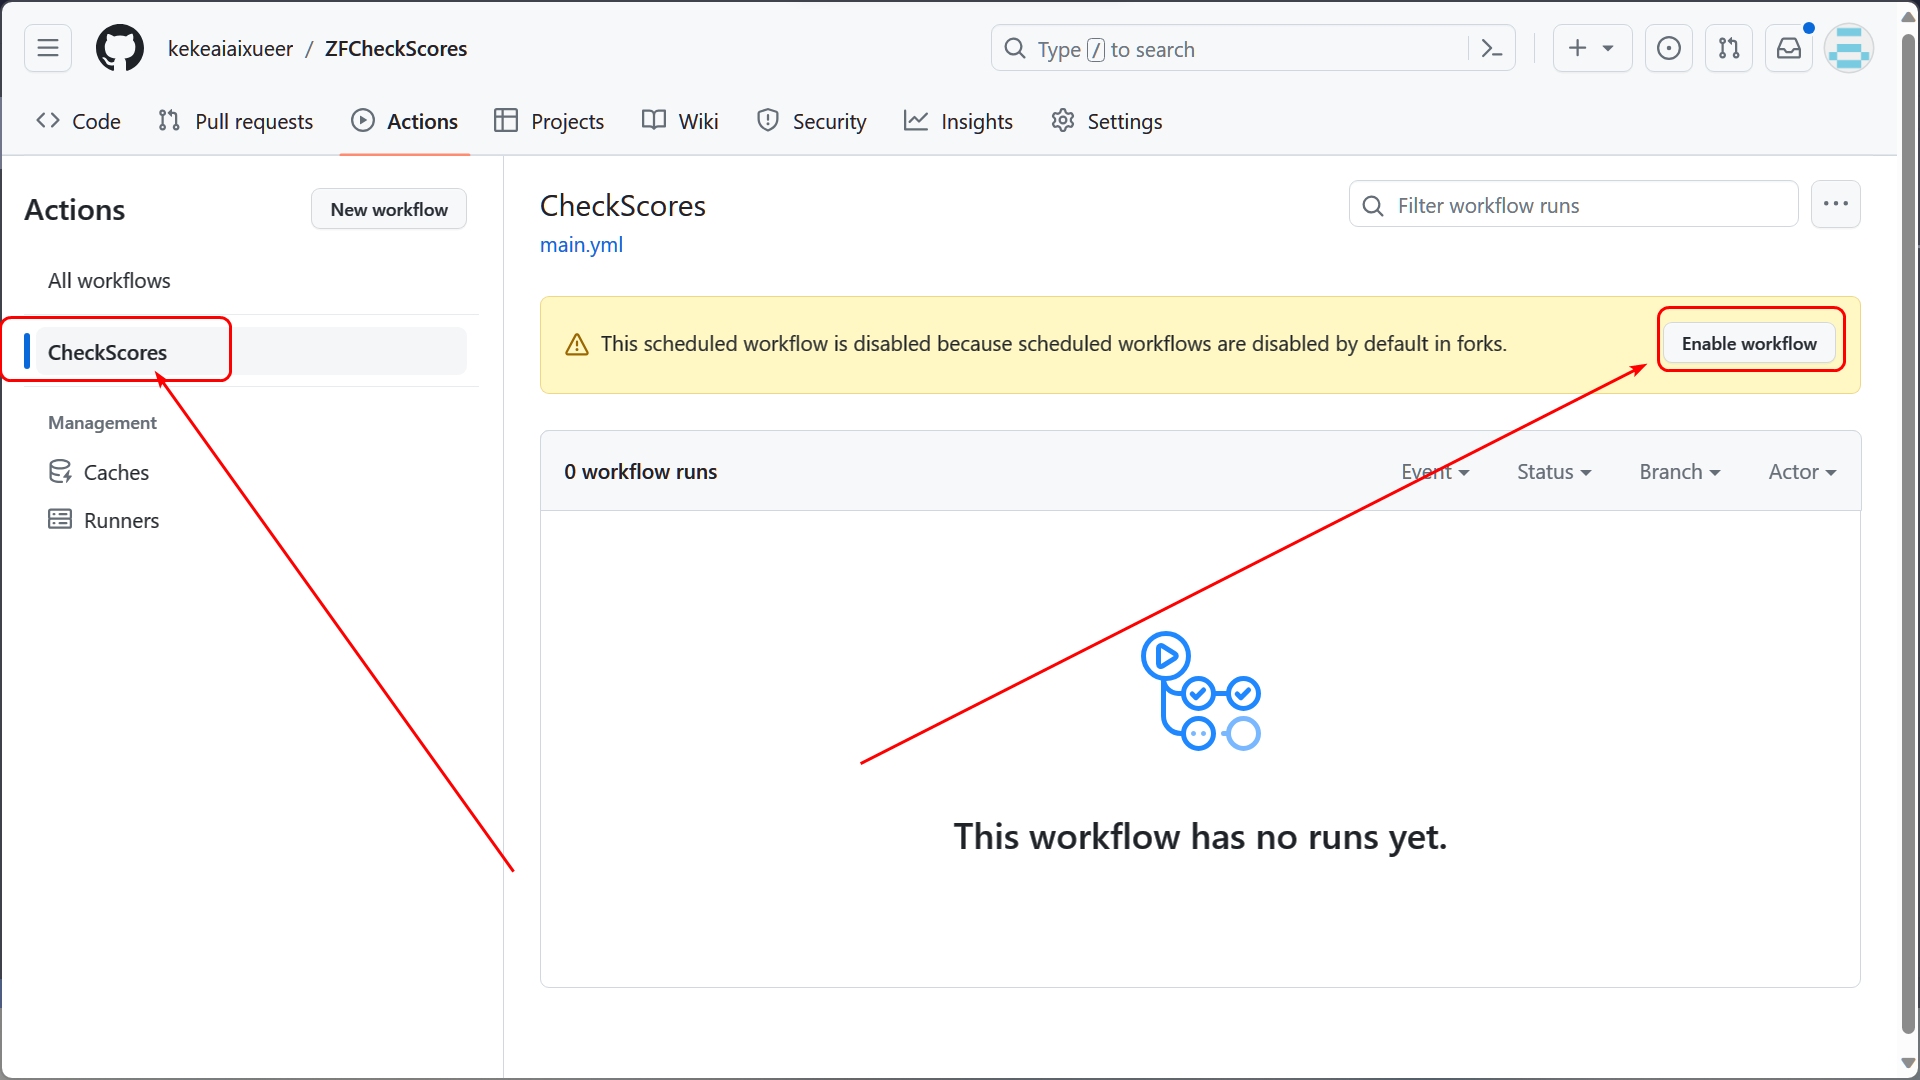 kekeaiaixueer / ZFCheckScores
Type / to search
Code
Pull requests
Actions
Projects
Wiki
Security
Insights
Settings
Actions
New workflow
All workflows
CheckScores
Management
Caches
Runners
CheckScores
main.yml
Filter workflow runs
This scheduled workflow is disabled because scheduled workflows are disabled by default in forks.
Enable workflow
0 workflow runs
Event
Status
Branch
Actor
This workflow has no runs yet.